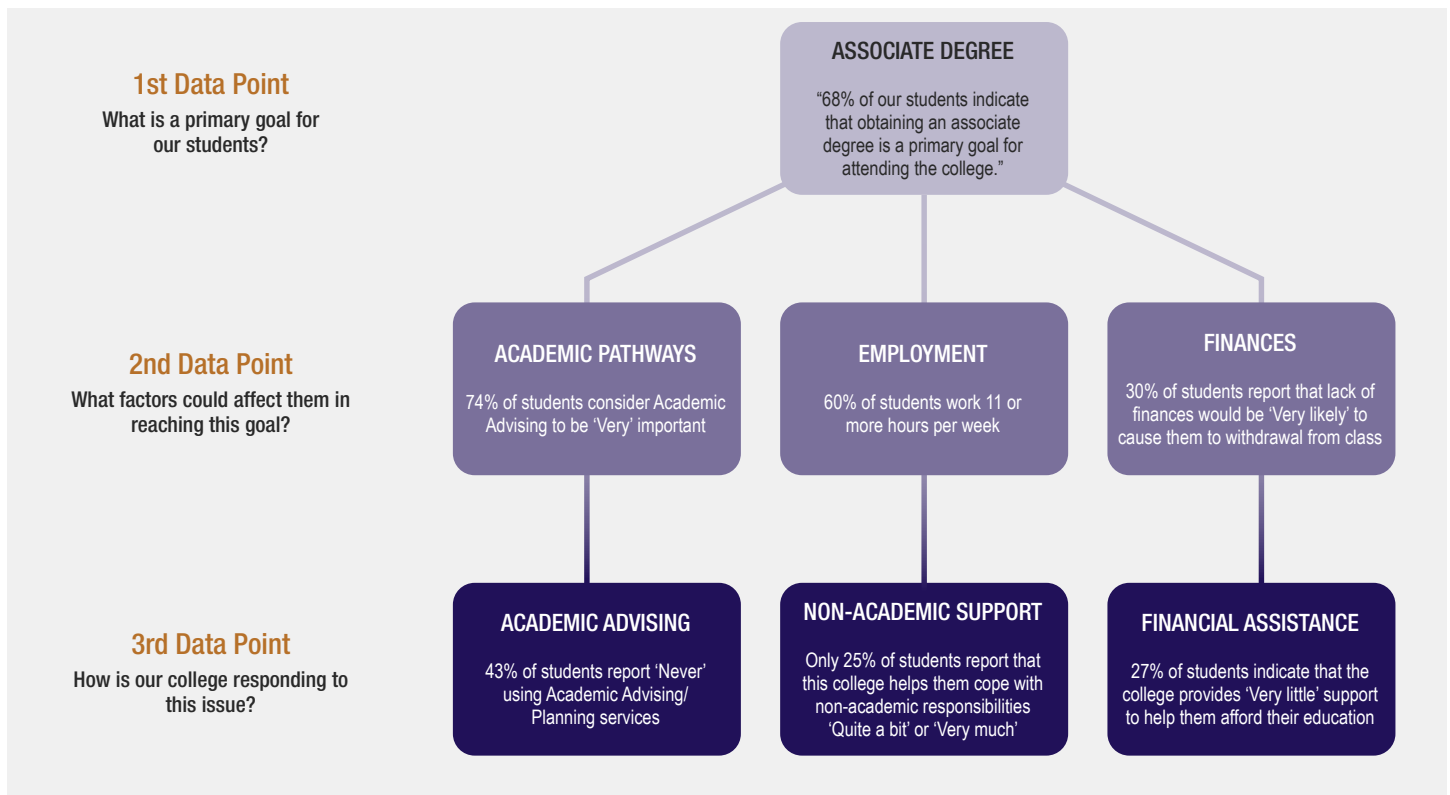 1st Data Point
What is a primary goal for
our students?
ASSOCIATE DEGREE
“68% of our students indicate
that obtaining an associate
degree is a primary goal for
attending the college.”
2nd Data Point
What factors could affect them in
reaching this goal?
ACADEMIC PATHWAYS
74% of students consider Academic
Advising to be ‘Very’ important
EMPLOYMENT
60% of students work 11 or
more hours per week
FINANCES
30% of students report that lack of
finances would be ‘Very likely’ to
cause them to withdrawal from class
3rd Data Point
How is our college responding to
this issue?
ACADEMIC ADVISING
43% of students report ‘Never’
using Academic Advising/
Planning services
NON-ACADEMIC SUPPORT
Only 25% of students report that
this college helps them cope with
non-academic responsibilities
‘Quite a bit’ or ‘Very much’
FINANCIAL ASSISTANCE
27% of students indicate that the
college provides ‘Very little’ support
to help them afford their education